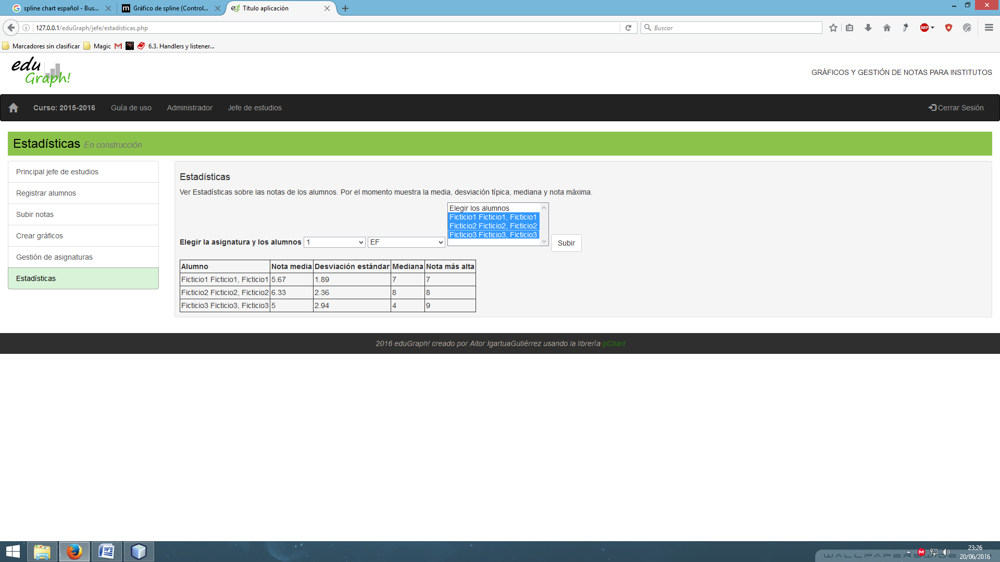 spline chart español - Bus...
Gráfico de spline (Control...
eg! Título aplicación
127.0.0.1/eduGraph/jefe/estadisticas.php
Buscar
ABP
Marcadores sin clasificar
Magic
6.3. Handlers y listener...
edu
Graph!
GRÁFICOS Y GESTIÓN DE NOTAS PARA INSTITUTOS
Curso: 2015-2016
Guía de uso
Administrador
Jefe de estudios
Cerrar Sesión
Estadísticas En construcción
Principal jefe de estudios
Registrar alumnos
Subir notas
Crear gráficos
Gestión de asignaturas
Estadísticas
Estadísticas
Ver Estadísticas sobre las notas de los alumnos. Por el momento muestra la media, desviación típica, mediana y nota máxima.
Elegir los alumnos
Ficticio1 Ficticio1, Ficticio1
Ficticio2 Ficticio2, Ficticio2
Ficticio3 Ficticio3, Ficticio3
Elegir la asignatura y los alumnos 1 EF Subir
Alumno Nota media Desviación estándar Mediana Nota más alta
Ficticio1 Ficticio1, Ficticio1 5.67 1.89 7 7
Ficticio2 Ficticio2, Ficticio2 6.33 2.36 8 8
Ficticio3 Ficticio3, Ficticio3 5 2.94 4 9
2016 eduGraph! creado por Aitor IgartuaGutiérrez usando la librería pChart
23:26
20/06/2016